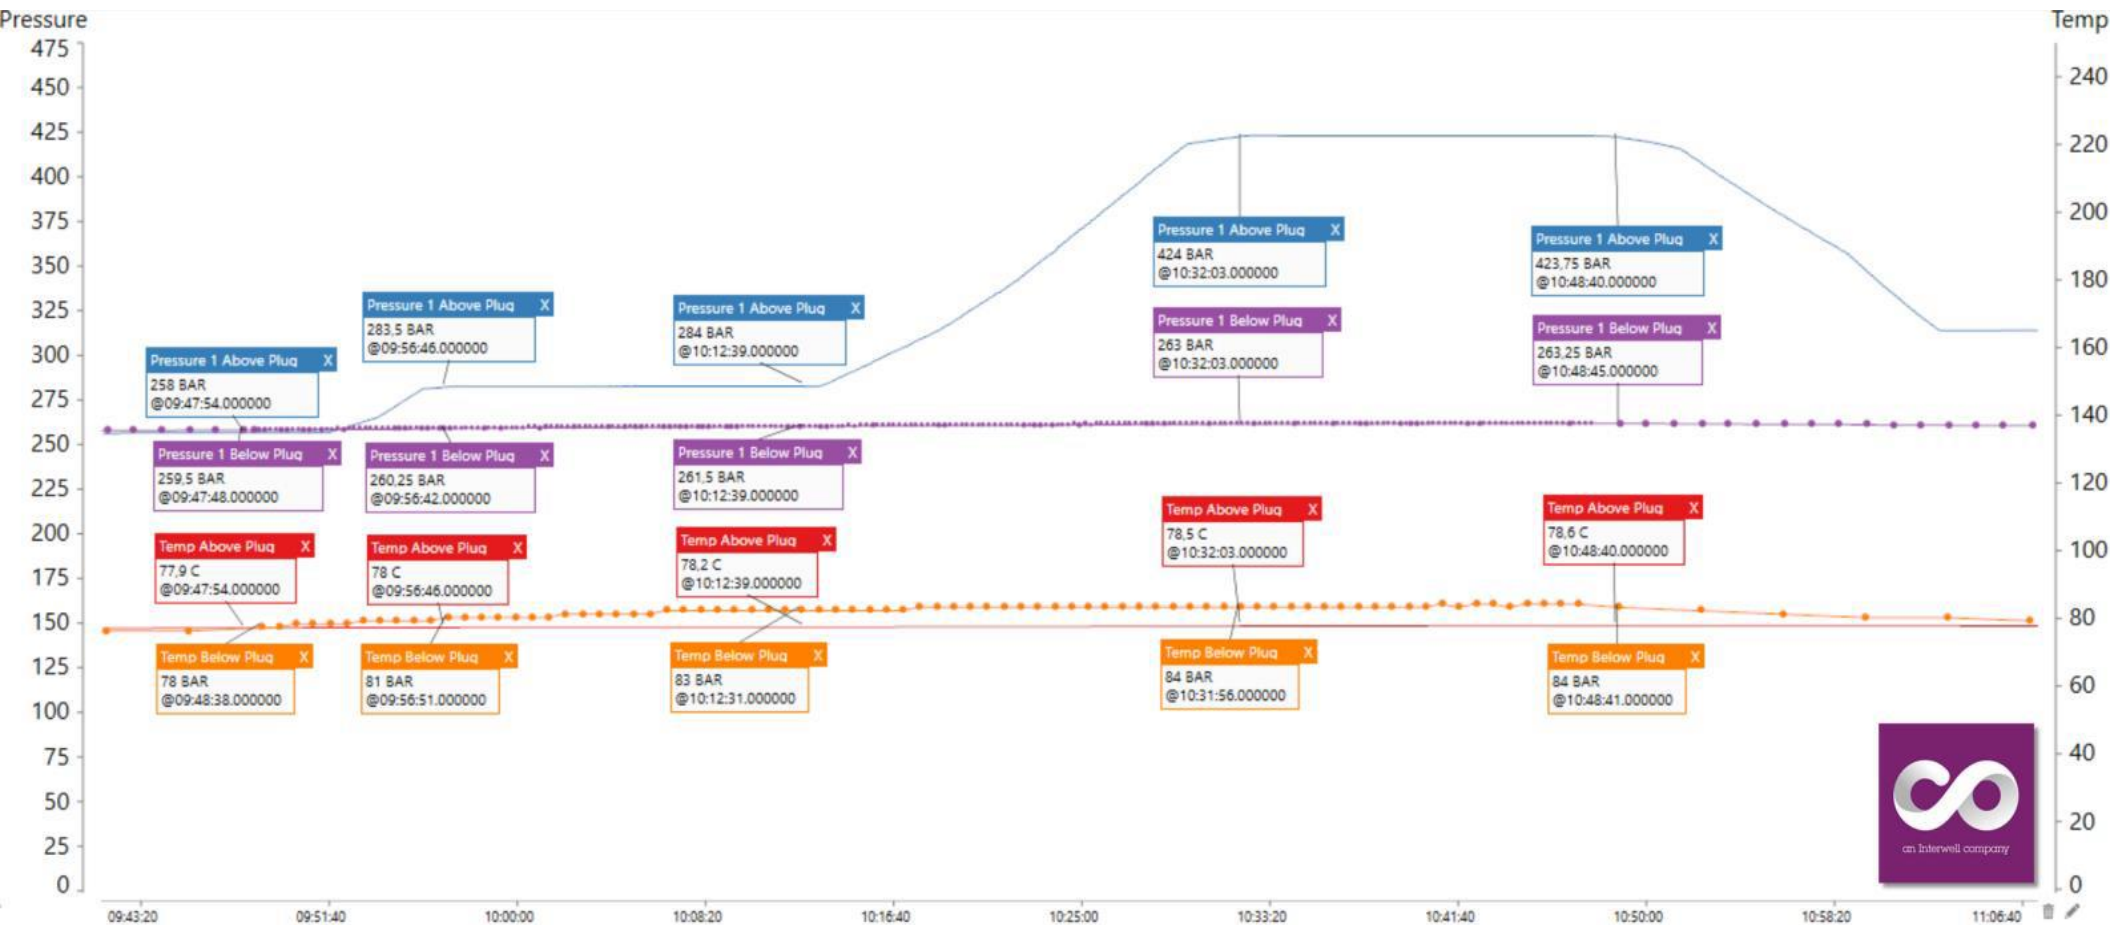 Pressure
Temp
475
450
425
400
375
350
325
300
275
250
225
200
175
150
125
100
75
50
25
0
240
220
200
180
160
140
120
100
80
60
40
20
0
Pressure 1 Above Plug X
258 BAR
@09:47:54.000000
Pressure 1 Above Plug X
283,5 BAR
@09:56:46.000000
Pressure 1 Above Plug X
284 BAR
@10:12:39.000000
Pressure 1 Above Plug X
424 BAR
@10:32:03.000000
Pressure 1 Above Plug X
423,75 BAR
@10:48:40.000000
Pressure 1 Below Plug X
259,5 BAR
@09:47:48.000000
Pressure 1 Below Plug X
260,25 BAR
@09:56:42.000000
Pressure 1 Below Plug X
261,5 BAR
@10:12:39.000000
Pressure 1 Below Plug X
263 BAR
@10:32:03.000000
Pressure 1 Below Plug X
263,25 BAR
@10:48:45.000000
Temp Above Plug X
77,9 C
@09:47:54.000000
Temp Above Plug X
78 C
@09:56:46.000000
Temp Above Plug X
78,2 C
@10:12:39.000000
Temp Above Plug X
78,5 C
@10:32:03.000000
Temp Above Plug X
78,6 C
@10:48:40.000000
Temp Below Plug X
78 BAR
@09:48:38.000000
Temp Below Plug X
81 BAR
@09:56:51.000000
Temp Below Plug X
83 BAR
@10:12:31.000000
Temp Below Plug X
84 BAR
@10:31:56.000000
Temp Below Plug X
84 BAR
@10:48:41.000000
an Interwell company
09:43:20
09:51:40
10:00:00
10:08:20
10:16:40
10:25:00
10:33:20
10:41:40
10:50:00
10:58:20
11:06:40